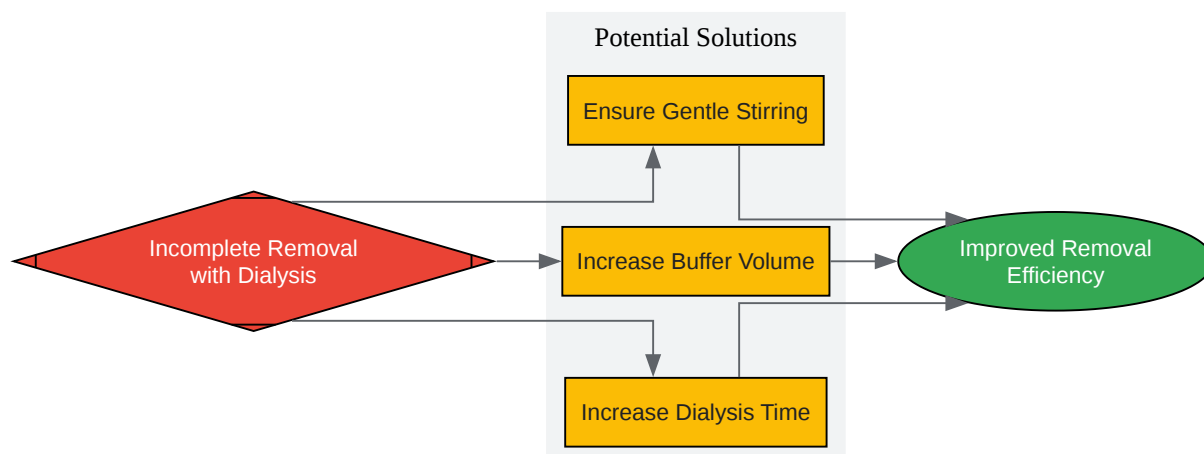 Potential Solutions
Ensure Gentle Stirring
Incomplete Removal
with Dialysis
Increase Buffer Volume
Improved Removal
Efficiency
Increase Dialysis Time